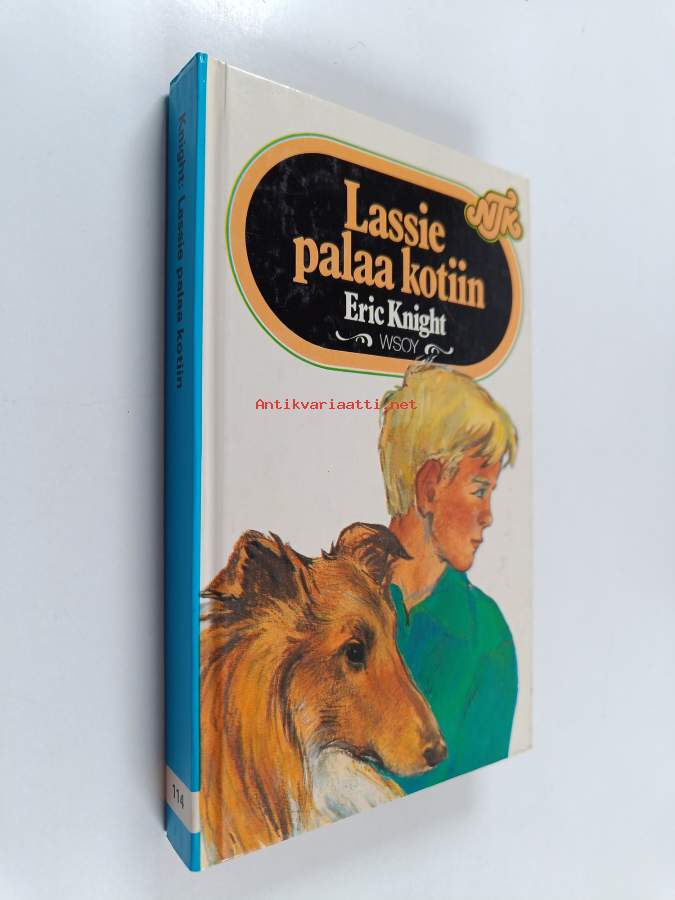 Knight: Lassie palaa kotiin
114
NTK
Lassie
palaa kotiin
Eric Knight
WSOY
Antikvariaatti.net